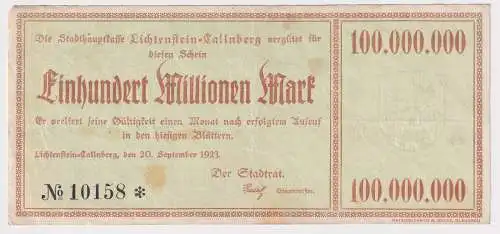 Die Stadthauptkasse Lichtenstein-Callnberg vergütet für
diesen Schein
Einhundert Millionen Mark
Er verliert seine Gültigkeit einen Monat nach erfolgtem Aufruf
in den hiesigen Blättern.
Lichtenstein-Callnberg, den 20. September 1923.
Der Stadtrat.
Bürgermeister.
№ 10158 *
100.000.000
100.000.000